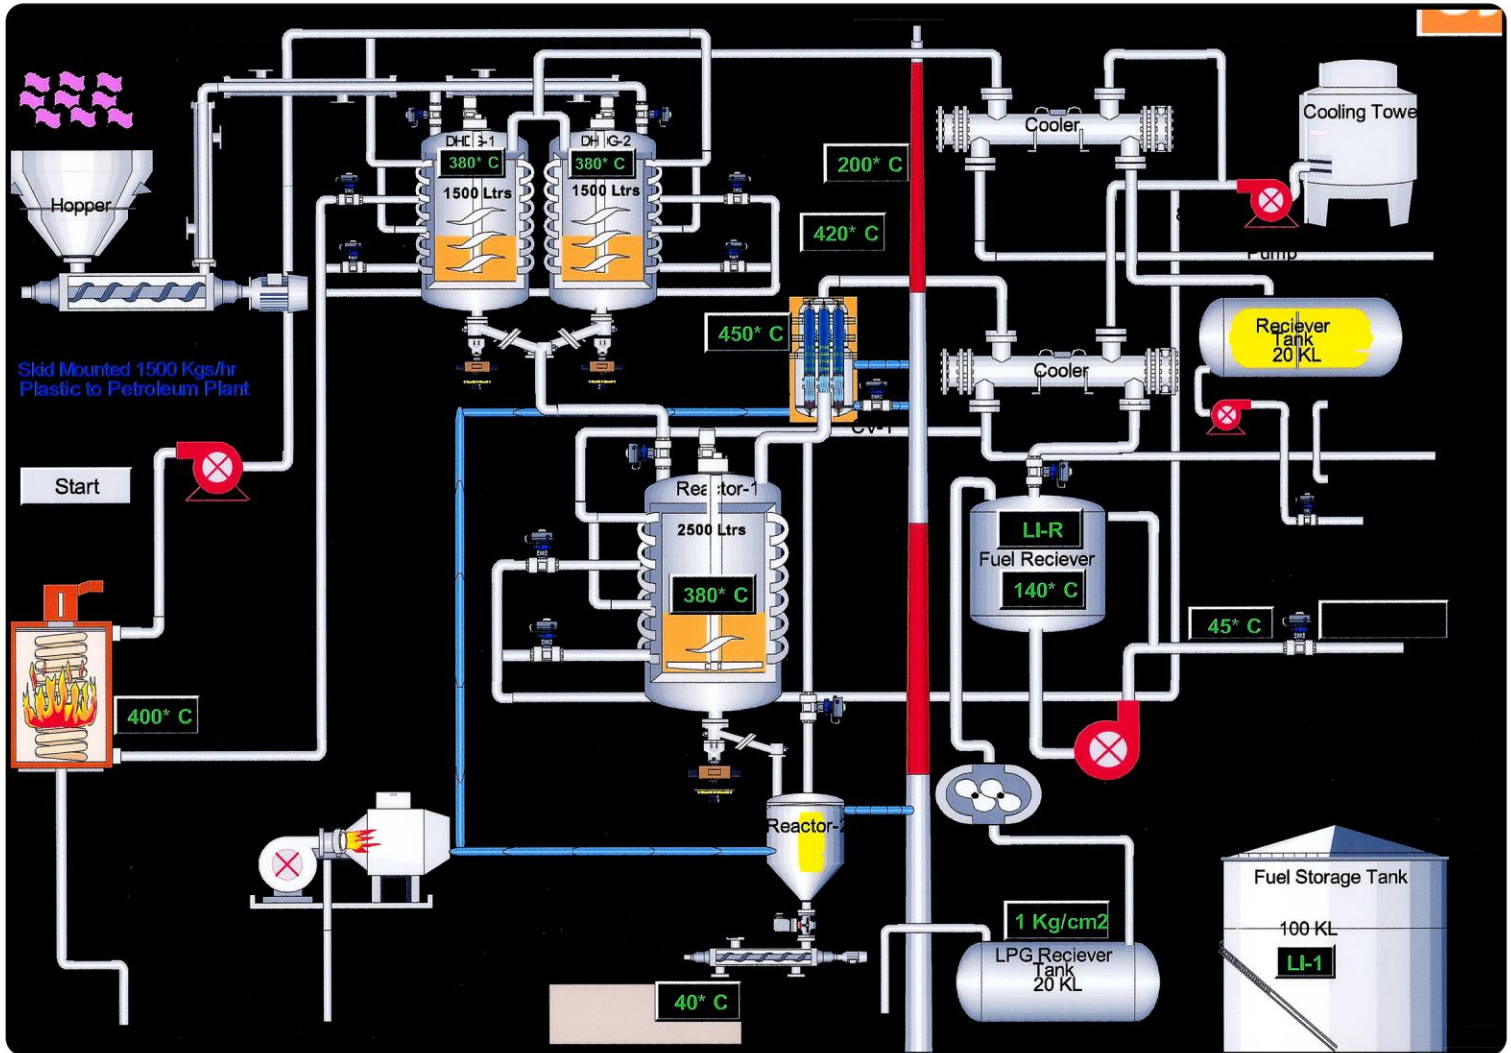 Cooler
Cooling Towe
Hopper
380* C
1500 Ltrs
380* C
1500 Ltrs
200* C
420* C
Pump
450* C
Reciever
Tank
20 KL
Skid Mounted 1500 Kgs/hr
Plastic to Petroleum Plant
Cooler
CV-1
Start
Reactor-1
2500 Ltrs
380* C
LI-R
Fuel Reciever
140* C
45* C
400* C
Reactor-2
Fuel Storage Tank
100 KL
LI-1
1 Kg/cm2
LPG Reciever
Tank
20 KL
40* C